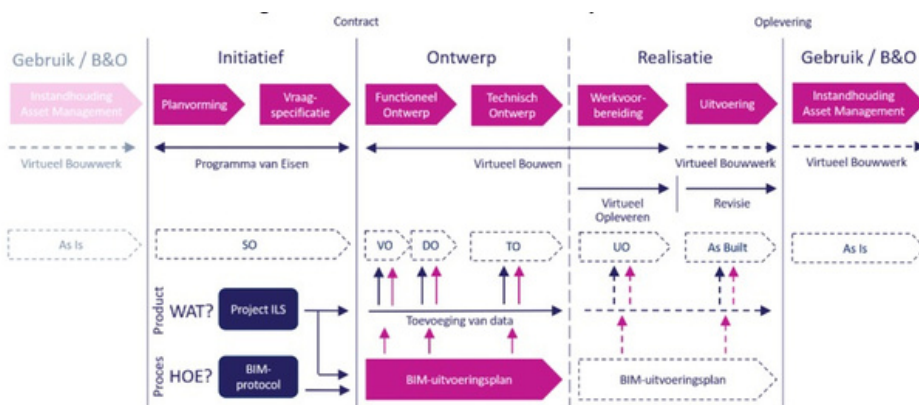 Contract
Oplevering
Gebruik / B&O
Initiatief
Ontwerp
Realisatie
Gebruik / B&O
Instandhouding
Asset Management
Planvorming
Vraag-
specificatie
Functioneel
Ontwerp
Technisch
Ontwerp
Werkvoor-
bereiding
Uitvoering
Instandhouding
Asset Management
Virtueel Bouwwerk
Programma van Eisen
Virtueel Bouwen
Virtueel Bouwwerk
Virtueel Bouwwerk
Virtueel
Opleveren
Revisie
As Is
SO
VO
DO
TO
UO
As Built
As Is
Product
WAT?
Project ILS
Toevoeging van data
Proces
HOE?
BIM-
protocol
BIM-uitvoeringsplan
BIM-uitvoeringsplan